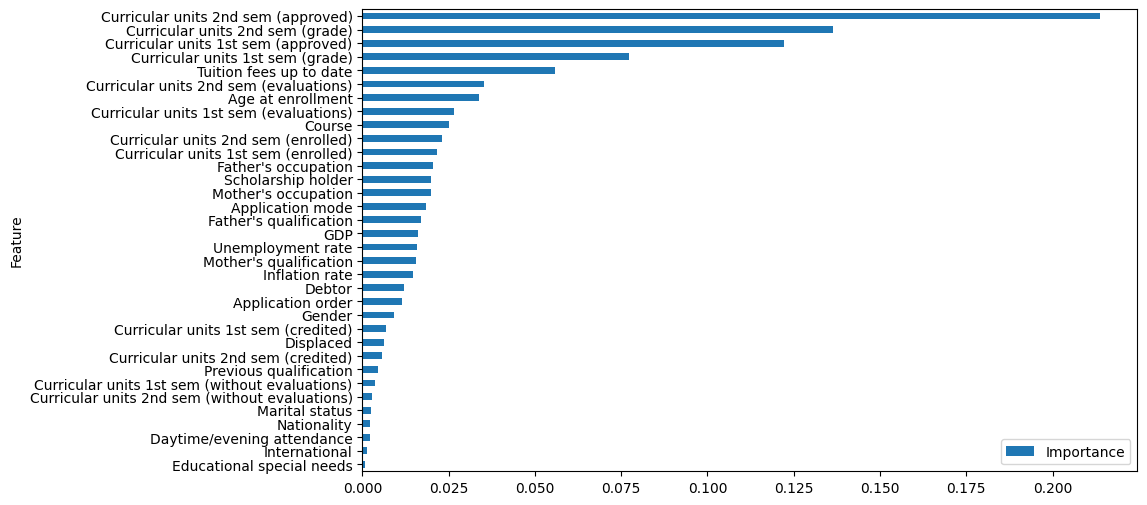 Curricular units 2nd sem (approved)
Curricular units 2nd sem (grade)
Curricular units 1st sem (approved)
Curricular units 1st sem (grade)
Tuition fees up to date
Curricular units 2nd sem (evaluations)
Age at enrollment
Curricular units 1st sem (evaluations)
Course
Curricular units 2nd sem (enrolled)
Curricular units 1st sem (enrolled)
Father's occupation
Scholarship holder
Mother's occupation
Application mode
Father's qualification
GDP
Unemployment rate
Mother's qualification
Inflation rate
Debtor
Application order
Gender
Curricular units 1st sem (credited)
Displaced
Curricular units 2nd sem (credited)
Previous qualification
Curricular units 1st sem (without evaluations)
Curricular units 2nd sem (without evaluations)
Marital status
Nationality
Daytime/evening attendance
International
Educational special needs
Feature
Importance
0.000 0.025 0.050 0.075 0.100 0.125 0.150 0.175 0.200